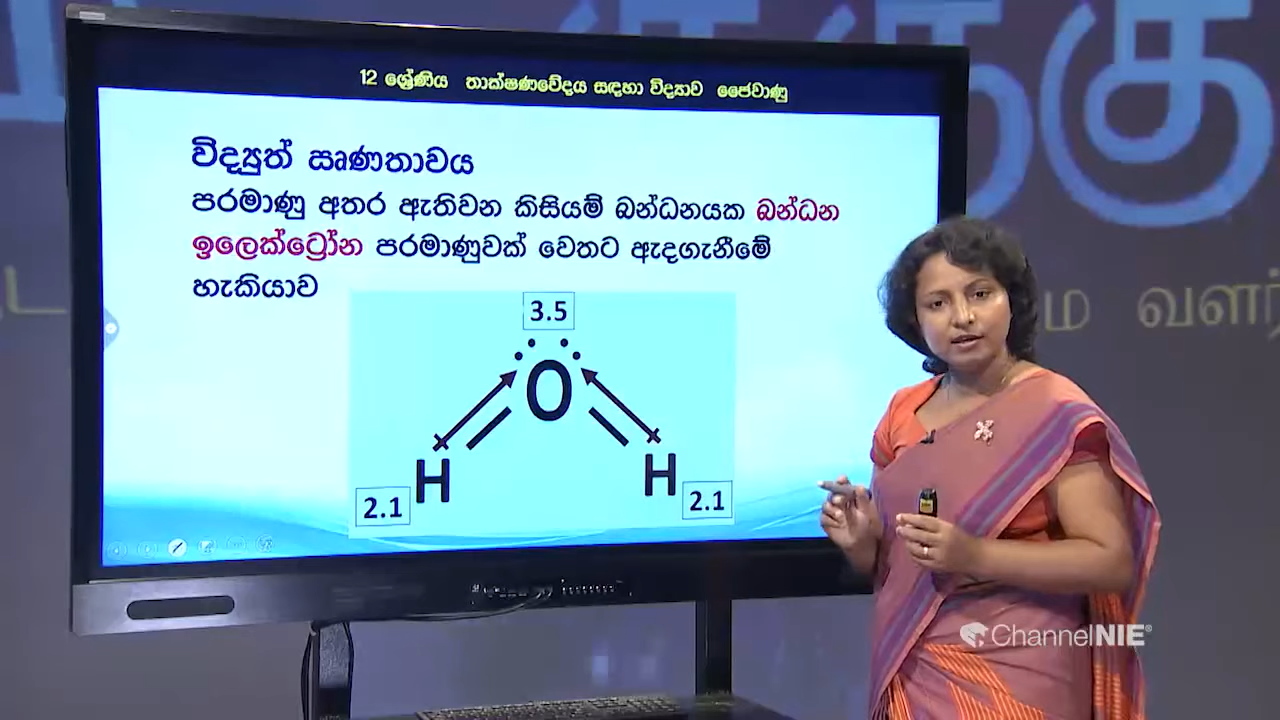 12 ශ්‍රේණිය තාක්ෂණවේදය සඳහා විද්‍යාව ජෛවාණු
විද්‍යුත් ඍණතාවය
පරමාණු අතර ඇතිවන කිසියම් බන්ධනයක බන්ධන
ඉලෙක්ට්‍රෝන පරමාණුවක් වෙතට ඇදගැනීමේ
හැකියාව
3.5
O
H
H
2.1
2.1
வளர்
ChannelNIE®